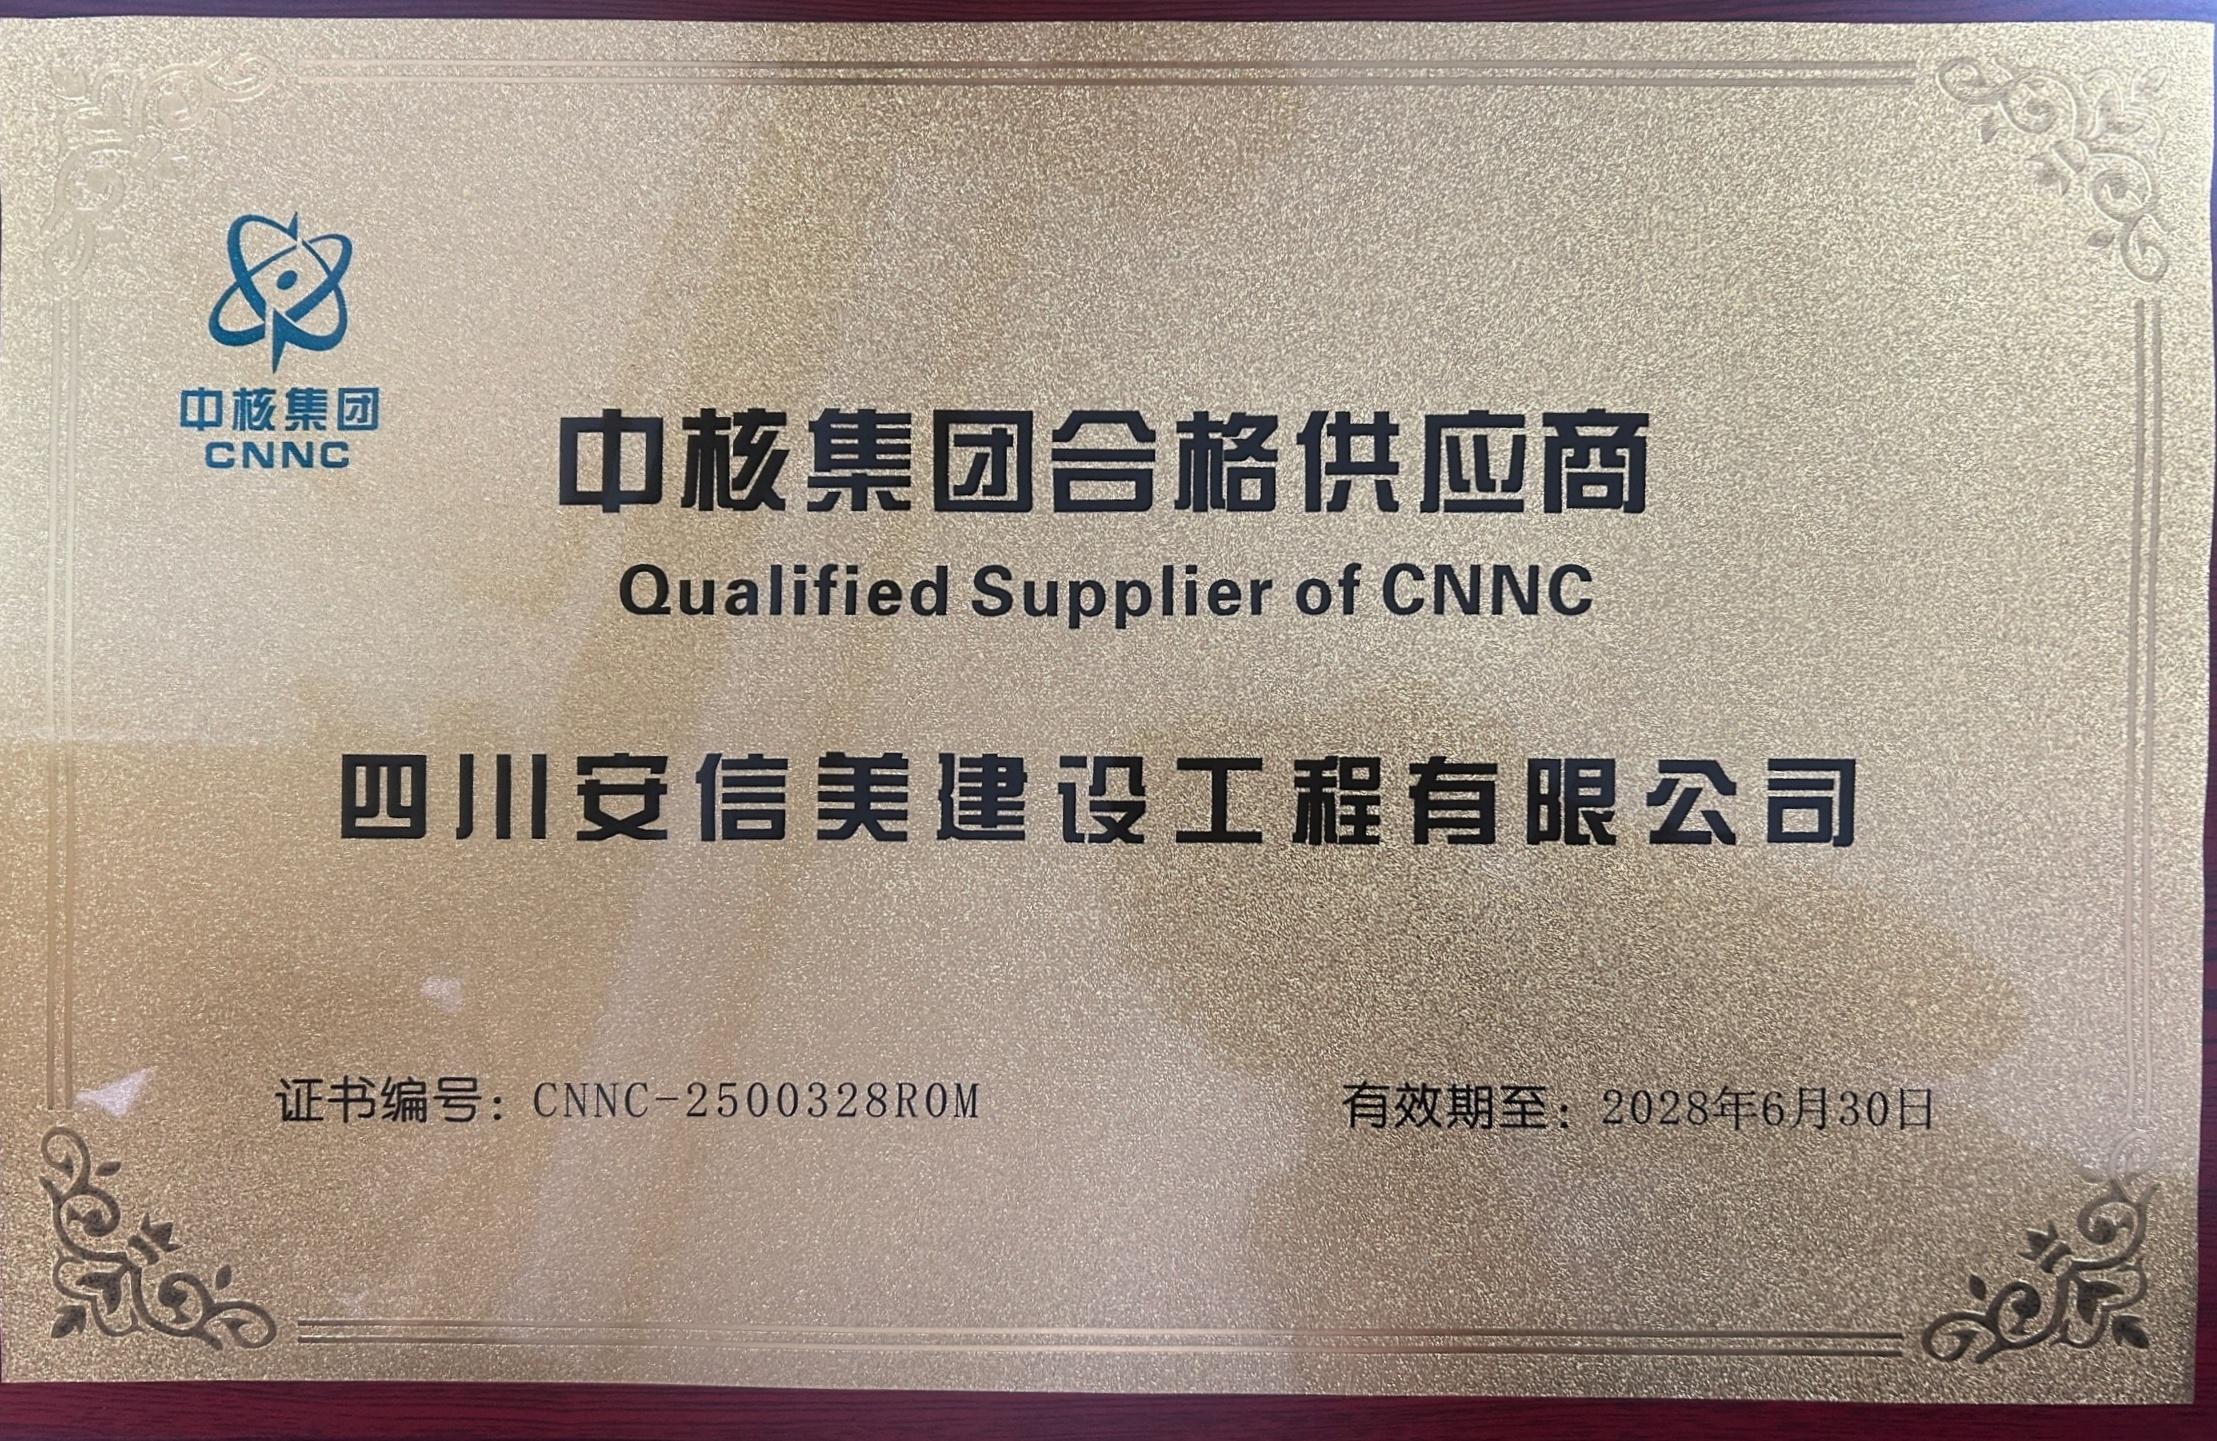 中核集团
CNNC
中核集团合格供应商
Qualified Supplier of CNNC
四川安信美建设工程有限公司
证书编号：CNNC-2500328ROM
有效期至：2028年6月30日